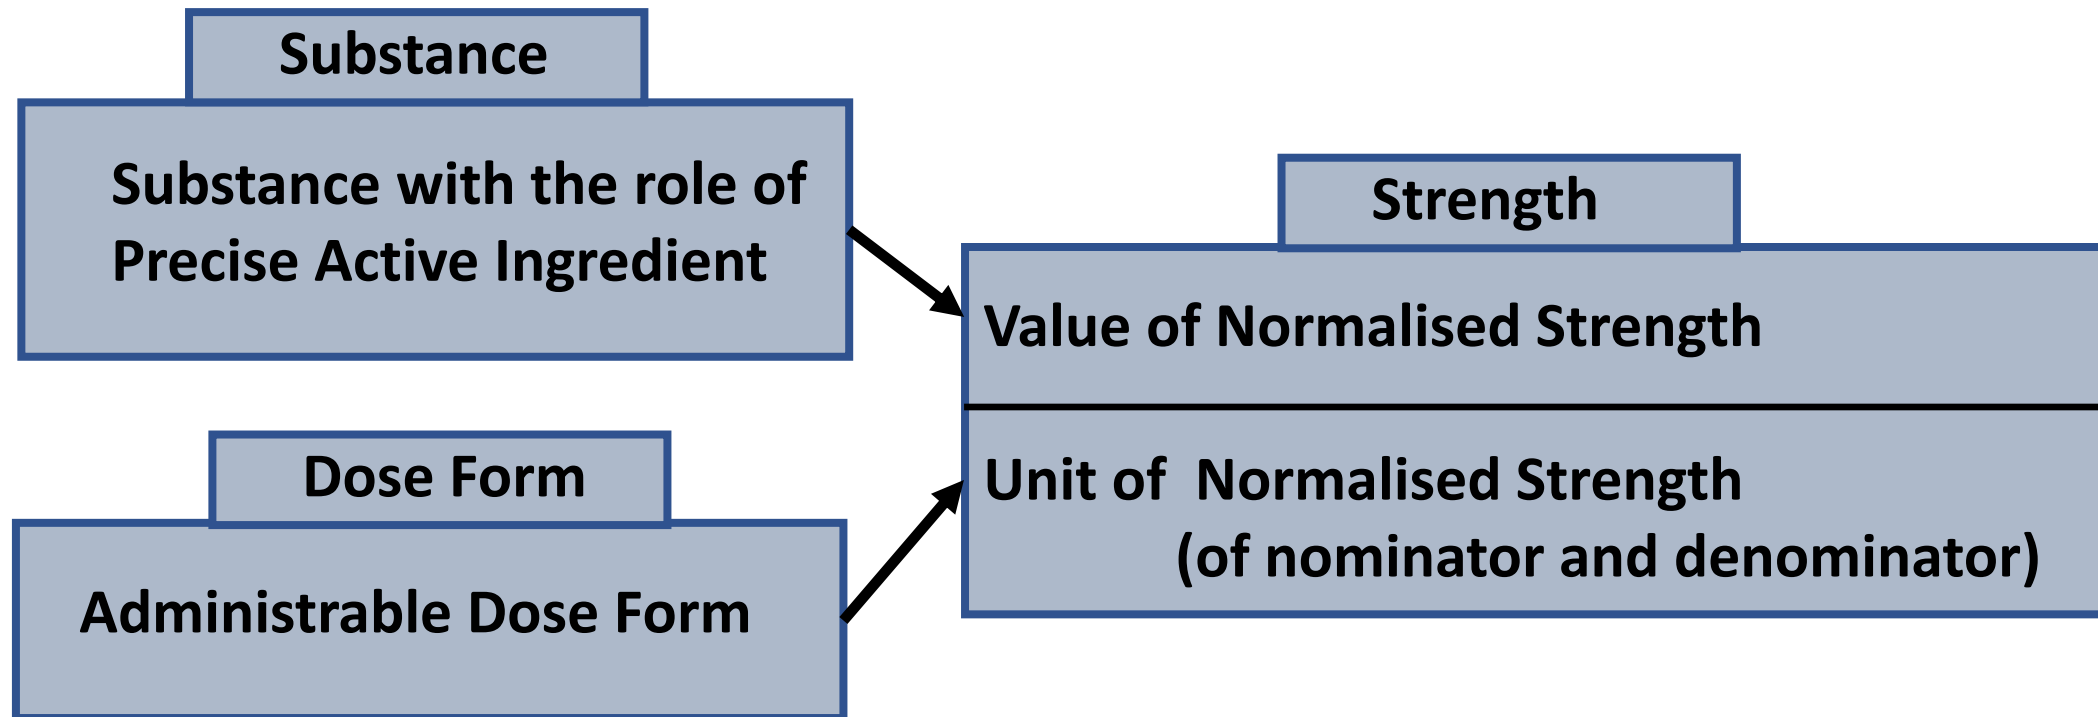 Substance
Substance with the role of
Precise Active Ingredient
Dose Form
Administrable Dose Form
Strength
Value of Normalised Strength
Unit of  Normalised Strength
(of nominator and denominator)